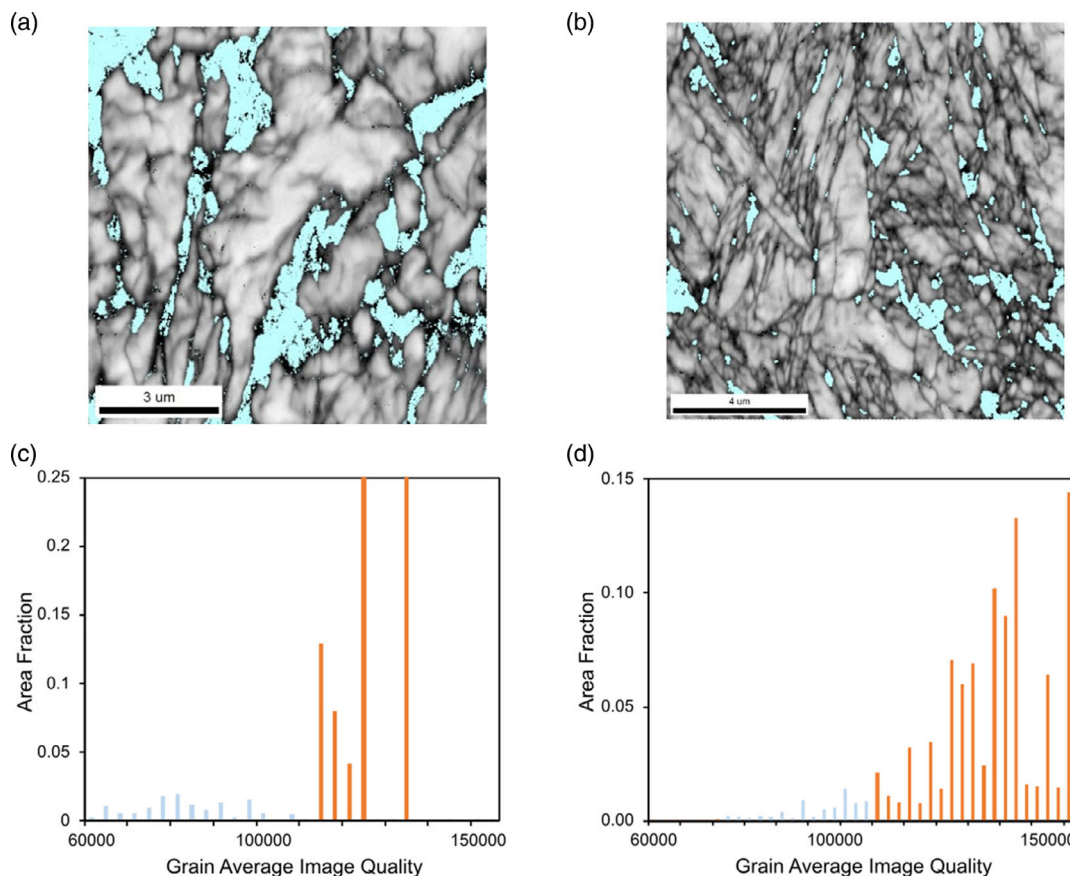 (a)
(b)
3 um
4 um
(c)
(d)
0.25
0.2
0.15
0.1
0.05
0
Area Fraction
60000
100000
150000
Grain Average Image Quality
0.15
0.10
0.05
0.00
Area Fraction
60000
100000
150000
Grain Average Image Quality